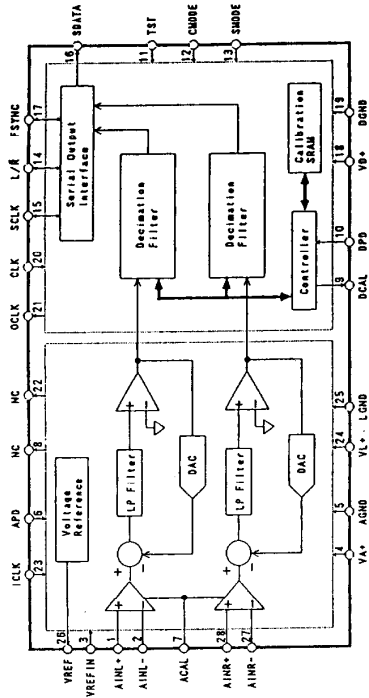 ICLK
23
APD
6
NC
8
NC
22
OCLK
21
CLK
20
SCLK
15
L/R̅
14
FSYNC
17
SDATA
16
TST
11
CMODE
12
SMODE
13
VREF
26
VREFIN
3
AINL+
1
AINL-
2
ACAL
7
AINR+
28
AINR-
27
Voltage
Reference
+
-
+
-
LP Filter
+
-
DAC
+
-
+
-
LP Filter
+
-
DAC
Serial Output
Interface
Decimation
Filter
Decimation
Filter
Controller
Calibration
SRAM
4
VA+
5
AGND
24
VL+
25
LGND
9
DCAL
10
DPD
18
VD+
19
DGND